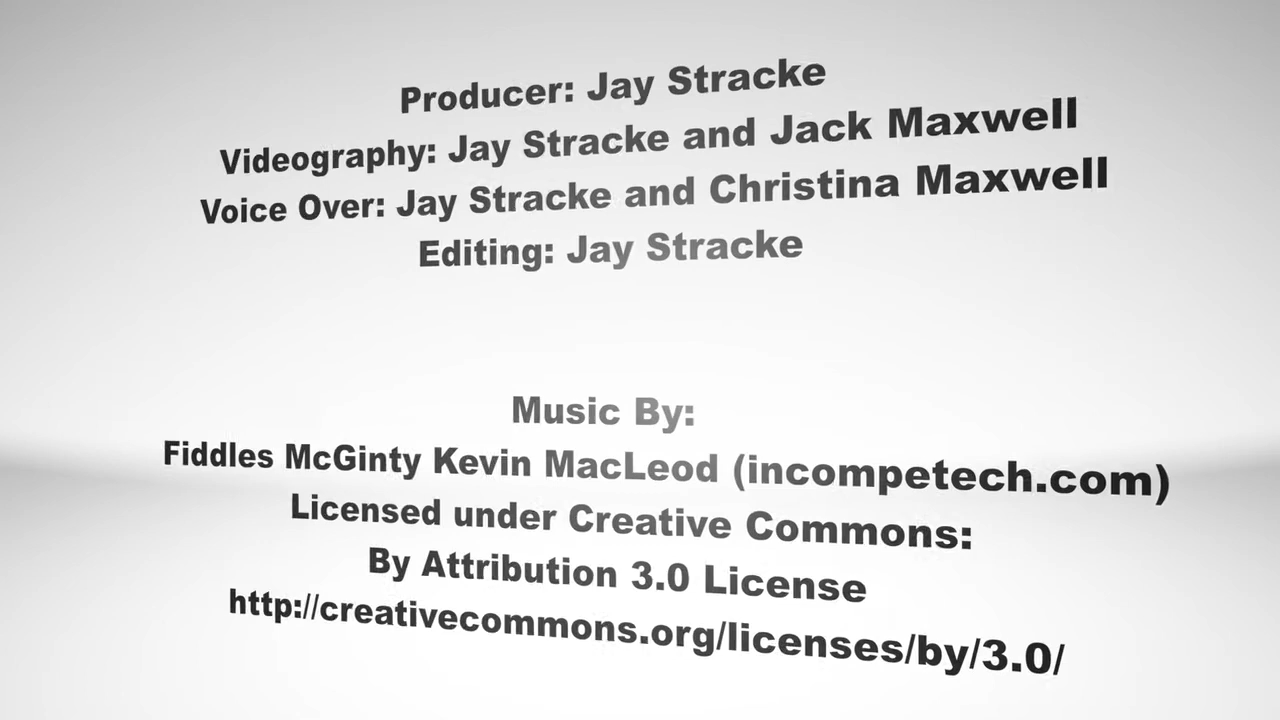 Producer: Jay Stracke
Videography: Jay Stracke and Jack Maxwell
Voice Over: Jay Stracke and Christina Maxwell
Editing: Jay Stracke
Music By:
Fiddles McGinty Kevin MacLeod (incompetech.com)
Licensed under Creative Commons:
By Attribution 3.0 License
http://creativecommons.org/licenses/by/3.0/